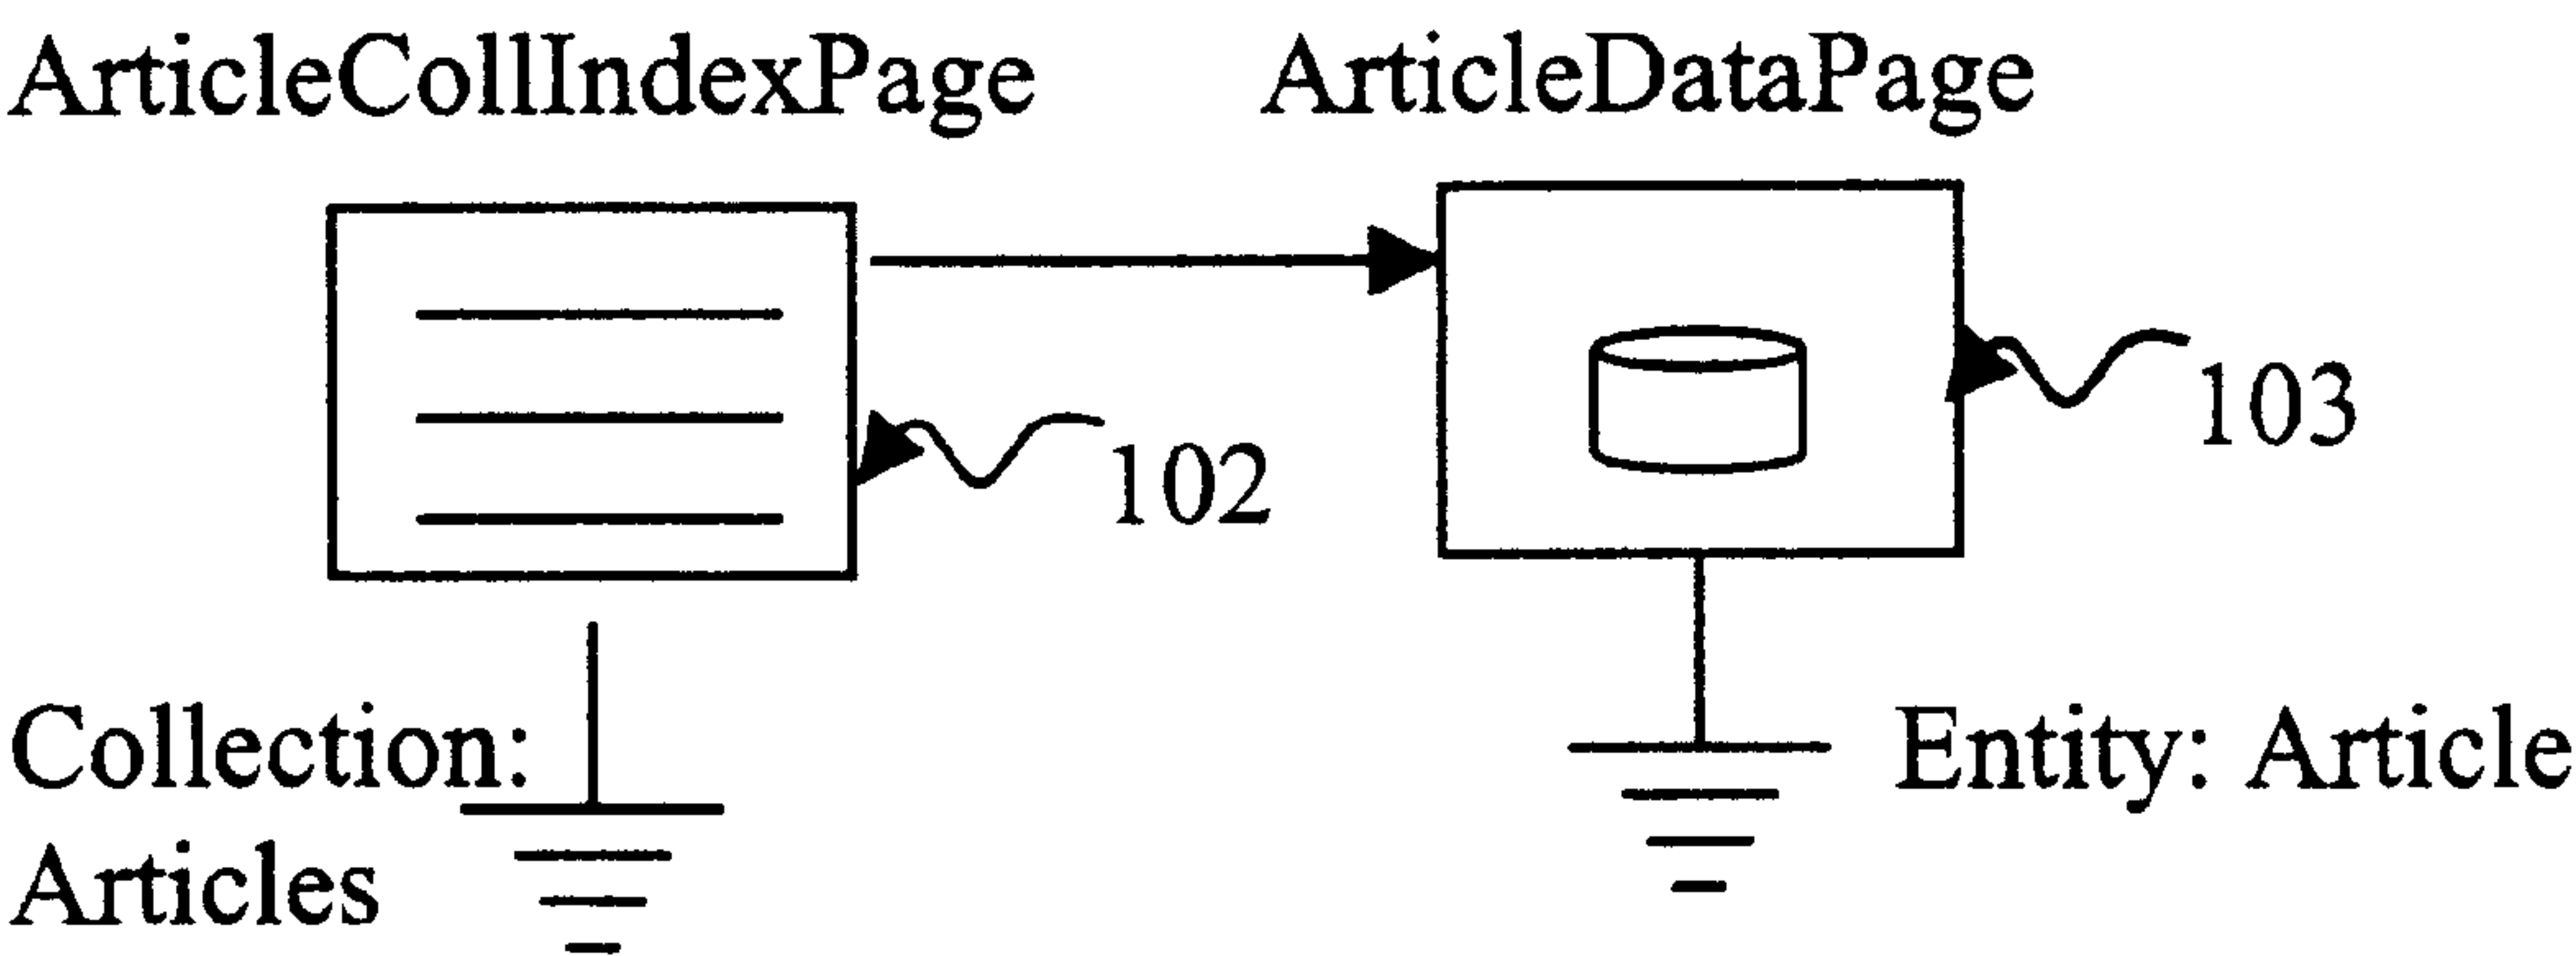 ArticleCollIndexPage
ArticleDataPage
102
103
Collection:
Articles
Entity: Article